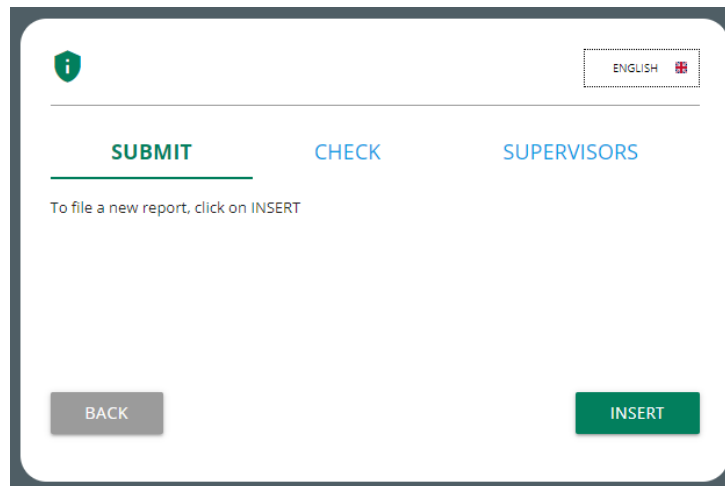 ENGLISH
SUBMIT CHECK SUPERVISORS
To file a new report, click on INSERT
BACK INSERT